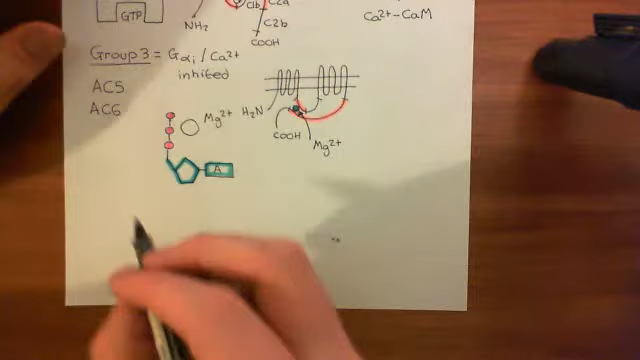 GTP
NH2
C1b
C2a
C2b
COOH
Ca2+-CaM
Group 3 = Gαi / Ca2+
inhibited
AC5
AC6
Mg2+
H2N
COOH
Mg2+
A